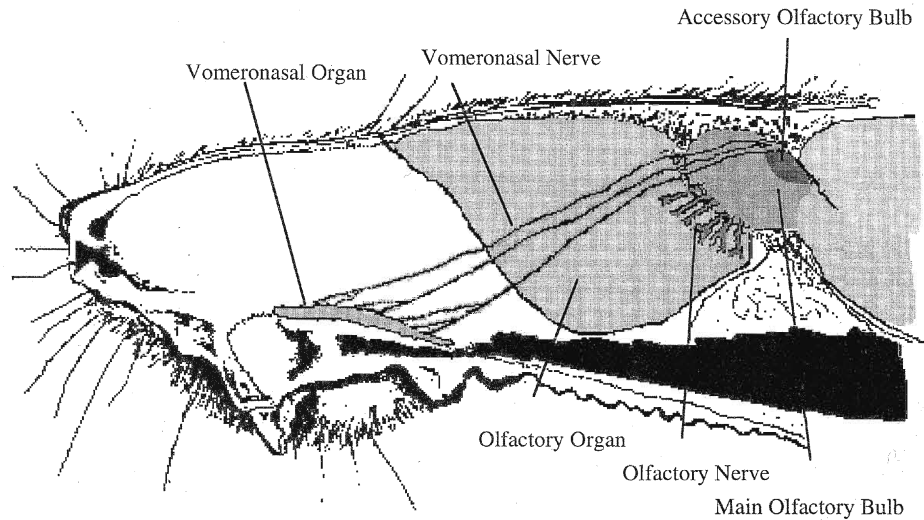 Accessory Olfactory Bulb
Vomeronasal Nerve
Vomeronasal Organ
Olfactory Organ
Olfactory Nerve
Main Olfactory Bulb